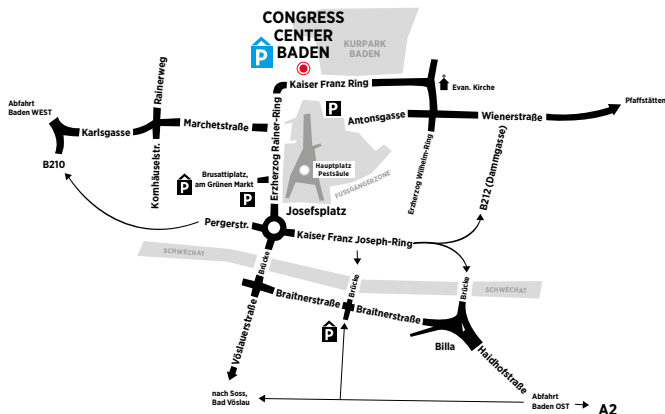 CONGRESS
CENTER
BADEN
P
KURPARK
BADEN
Kaiser Franz Ring
Evan. Kirche
Rainerweg
Abfahrt
Baden WEST
Karlsgasse
B210
Kornhäuselstr.
Marchetstraße
Erzherzog Rainer-Ring
P
Antonsgasse
Wienerstraße
Pfaffstätten
Erzherzog Wilhelm-Ring
B212 (Dammgasse)
Hauptplatz
Pestsäule
FUSSGÄNGERZONE
P
Brusattiplatz,
am Grünen Markt
P
Josefsplatz
Pergerstr.
Kaiser Franz Joseph-Ring
SCHWECHAT
Brücke
Brücke
Brücke
SCHWECHAT
Braitnerstraße
Braitnerstraße
P
Vöslauerstraße
Billa
Haidhofstraße
nach Soss,
Bad Vöslau
Abfahrt
Baden OST
A2